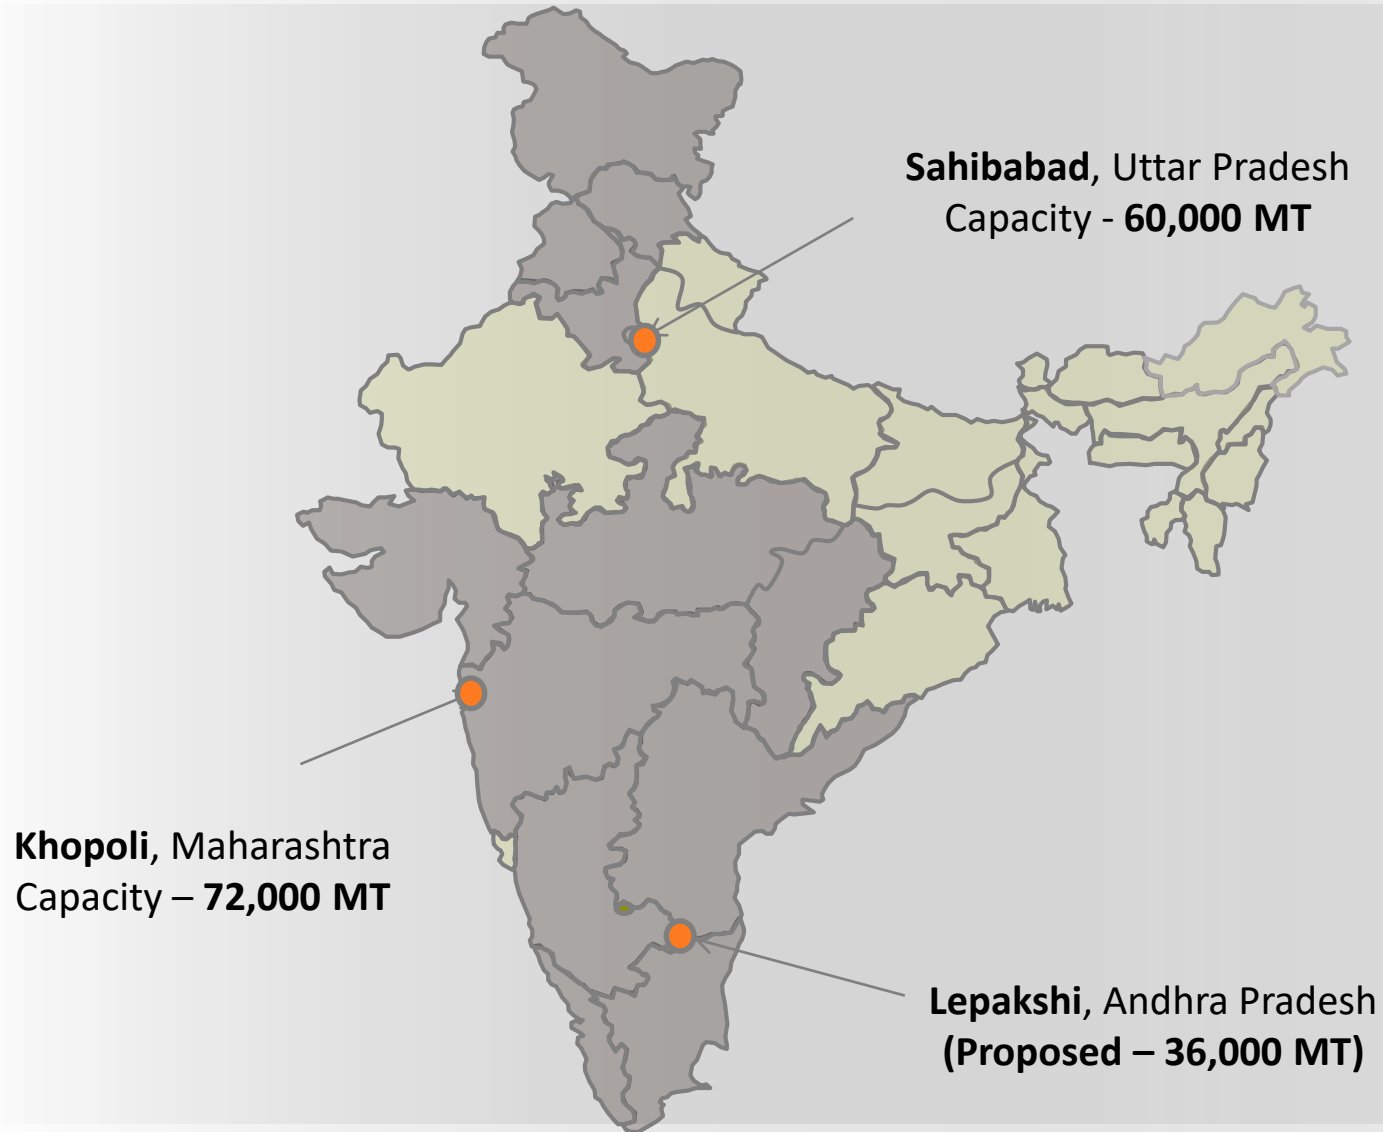 Sahibabad, Uttar Pradesh
Capacity - 60,000 MT
Khopoli, Maharashtra
Capacity – 72,000 MT
Lepakshi, Andhra Pradesh
(Proposed – 36,000 MT)